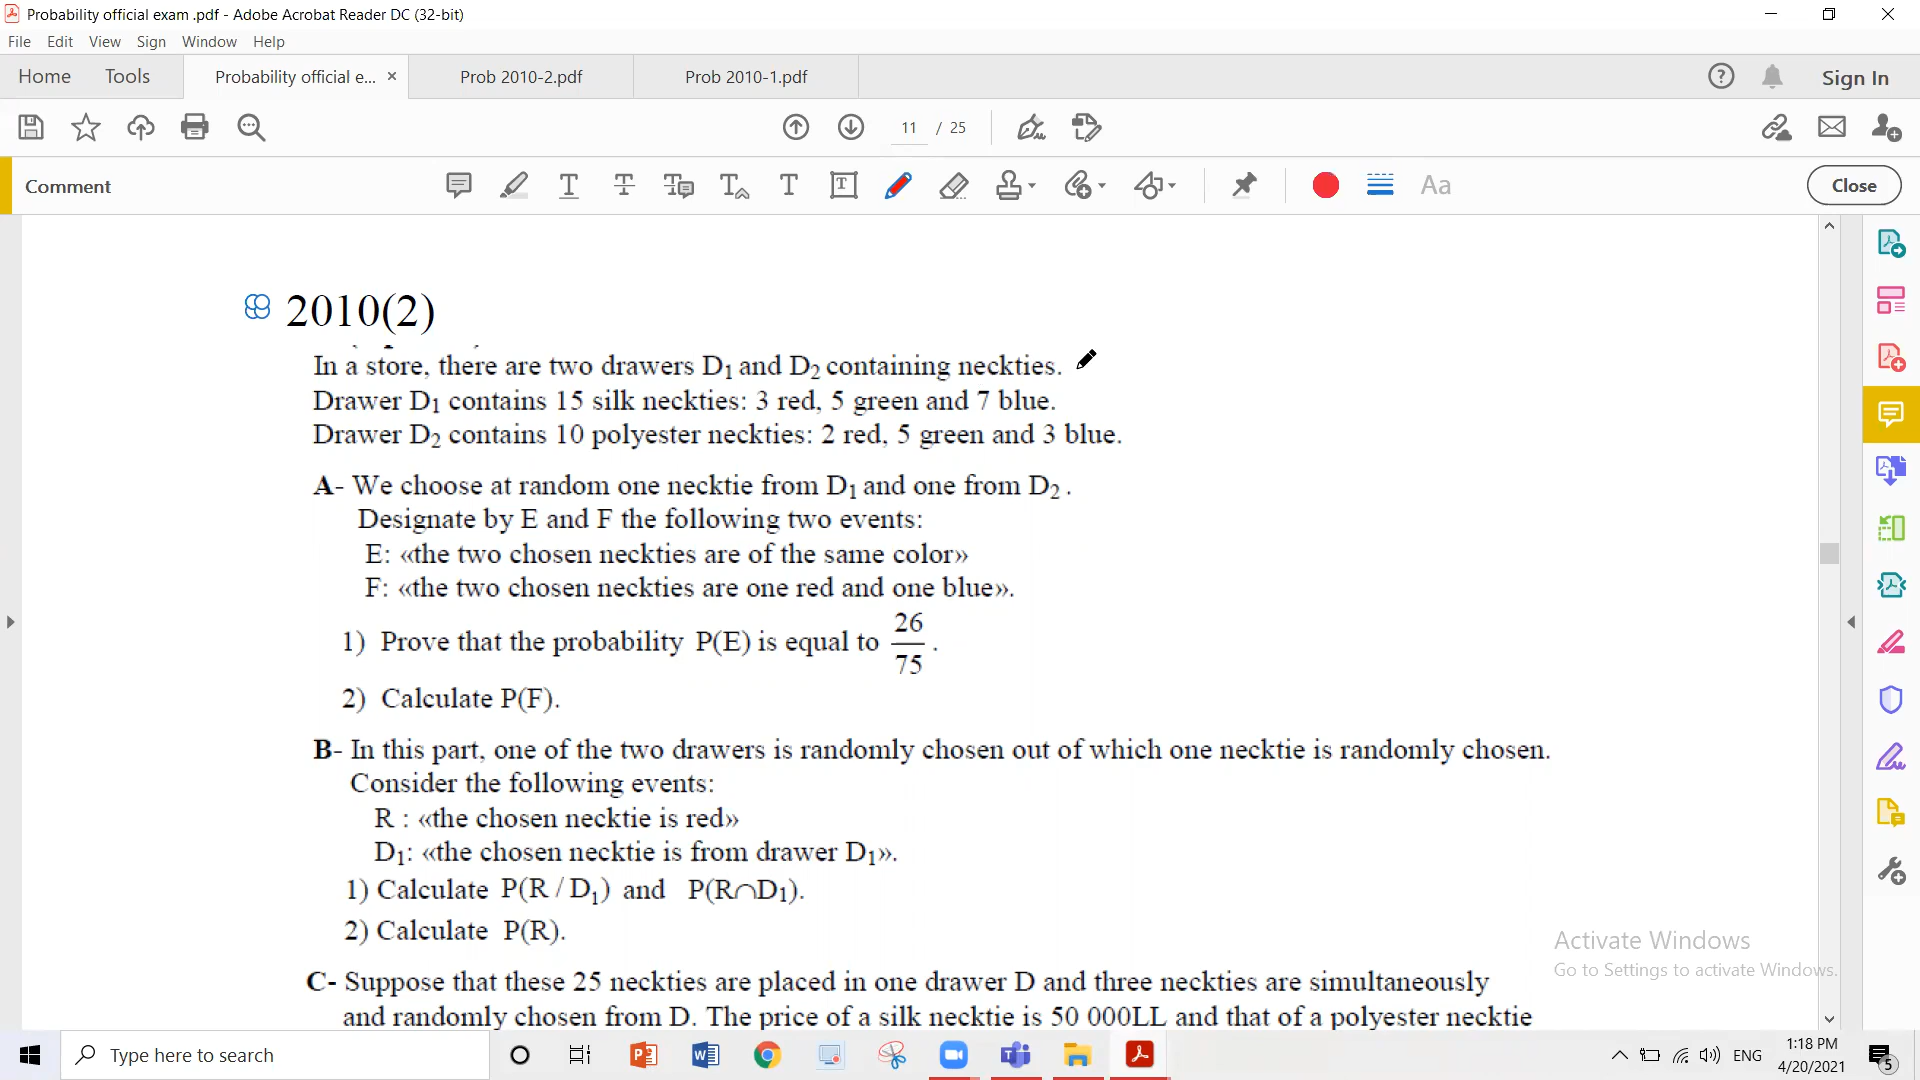 Probability official exam .pdf - Adobe Acrobat Reader DC (32-bit)
File Edit View Sign Window Help
Home Tools Probability official e... × Prob 2010-2.pdf Prob 2010-1.pdf Sign In
11 / 25
Comment Aa Close
2010(2)
In a store, there are two drawers D1 and D2 containing neckties.
Drawer D1 contains 15 silk neckties: 3 red, 5 green and 7 blue.
Drawer D2 contains 10 polyester neckties: 2 red, 5 green and 3 blue.
A- We choose at random one necktie from D1 and one from D2 .
Designate by E and F the following two events:
E: «the two chosen neckties are of the same color»
F: «the two chosen neckties are one red and one blue».
1) Prove that the probability P(E) is equal to 26/75 .
2) Calculate P(F).
B- In this part, one of the two drawers is randomly chosen out of which one necktie is randomly chosen.
Consider the following events:
R : «the chosen necktie is red»
D1: «the chosen necktie is from drawer D1».
1) Calculate P(R / D1) and P(R∩D1).
2) Calculate P(R).
C- Suppose that these 25 neckties are placed in one drawer D and three neckties are simultaneously
and randomly chosen from D. The price of a silk necktie is 50 000LL and that of a polyester necktie
Activate Windows
Go to Settings to activate Windows.
Type here to search
ENG
1:18 PM
4/20/2021
5